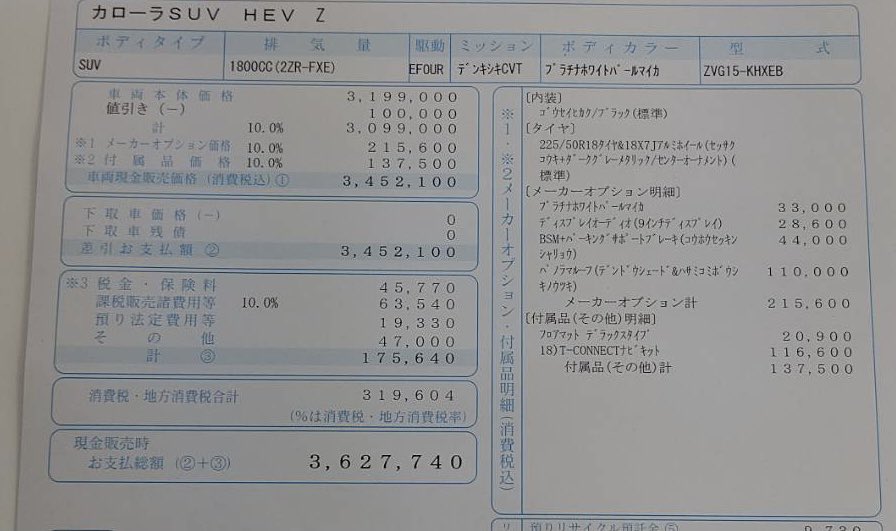 カローラSUV HEV Z
ボディタイプ 排気量 駆動 ミッション ボディカラー 型式
SUV 1800CC(2ZR-FXE) EFOUR デンキシキCVT プラチナホワイトパールマイカ ZVG15-KHXEB
車両本体価格 3,199,000
値引き(-) 100,000
計 10.0% 3,099,000
※1 メーカーオプション価格 10.0% 215,600
※2 付属品価格 10.0% 137,500
車両現金販売価格(消費税込)① 3,452,100
下取車価格(-) 0
下取車残債 0
差引お支払額② 3,452,100
※3 税金・保険料 45,770
課税販売諸費用等 10.0% 63,540
預り法定費用等 19,330
その他 47,000
計③ 175,640
消費税・地方消費税合計 319,604
(%は消費税・地方消費税率)
現金販売時
お支払総額(②+③) 3,627,740
※1・※2メーカーオプション・付属品明細(消費税込)
[内装]
ゴウセイヒカク/ブラック(標準)
[タイヤ]
225/50R18タイヤ&18X7Jアルミホイール(セッサク
コウキ+ダークグレーメタリック/センターオーナメント)(
標準)
[メーカーオプション明細]
プラチナホワイトパールマイカ 33,000
ディスプレイオーディオ(9インチディスプレイ) 28,600
BSM+パーキングサポートブレーキ(コウホウセッキン 44,000
シャリョウ)
パノラマルーフ(デンドウシェード&ハサミコミボウシ 110,000
キノウツキ)
メーカーオプション計 215,600
[付属品(その他)明細]
フロアマット デラックスタイプ 20,900
18)T-CONNECTナビキット 116,600
付属品(その他)計 137,500
預りリサイクル預託金⑤ 9,730